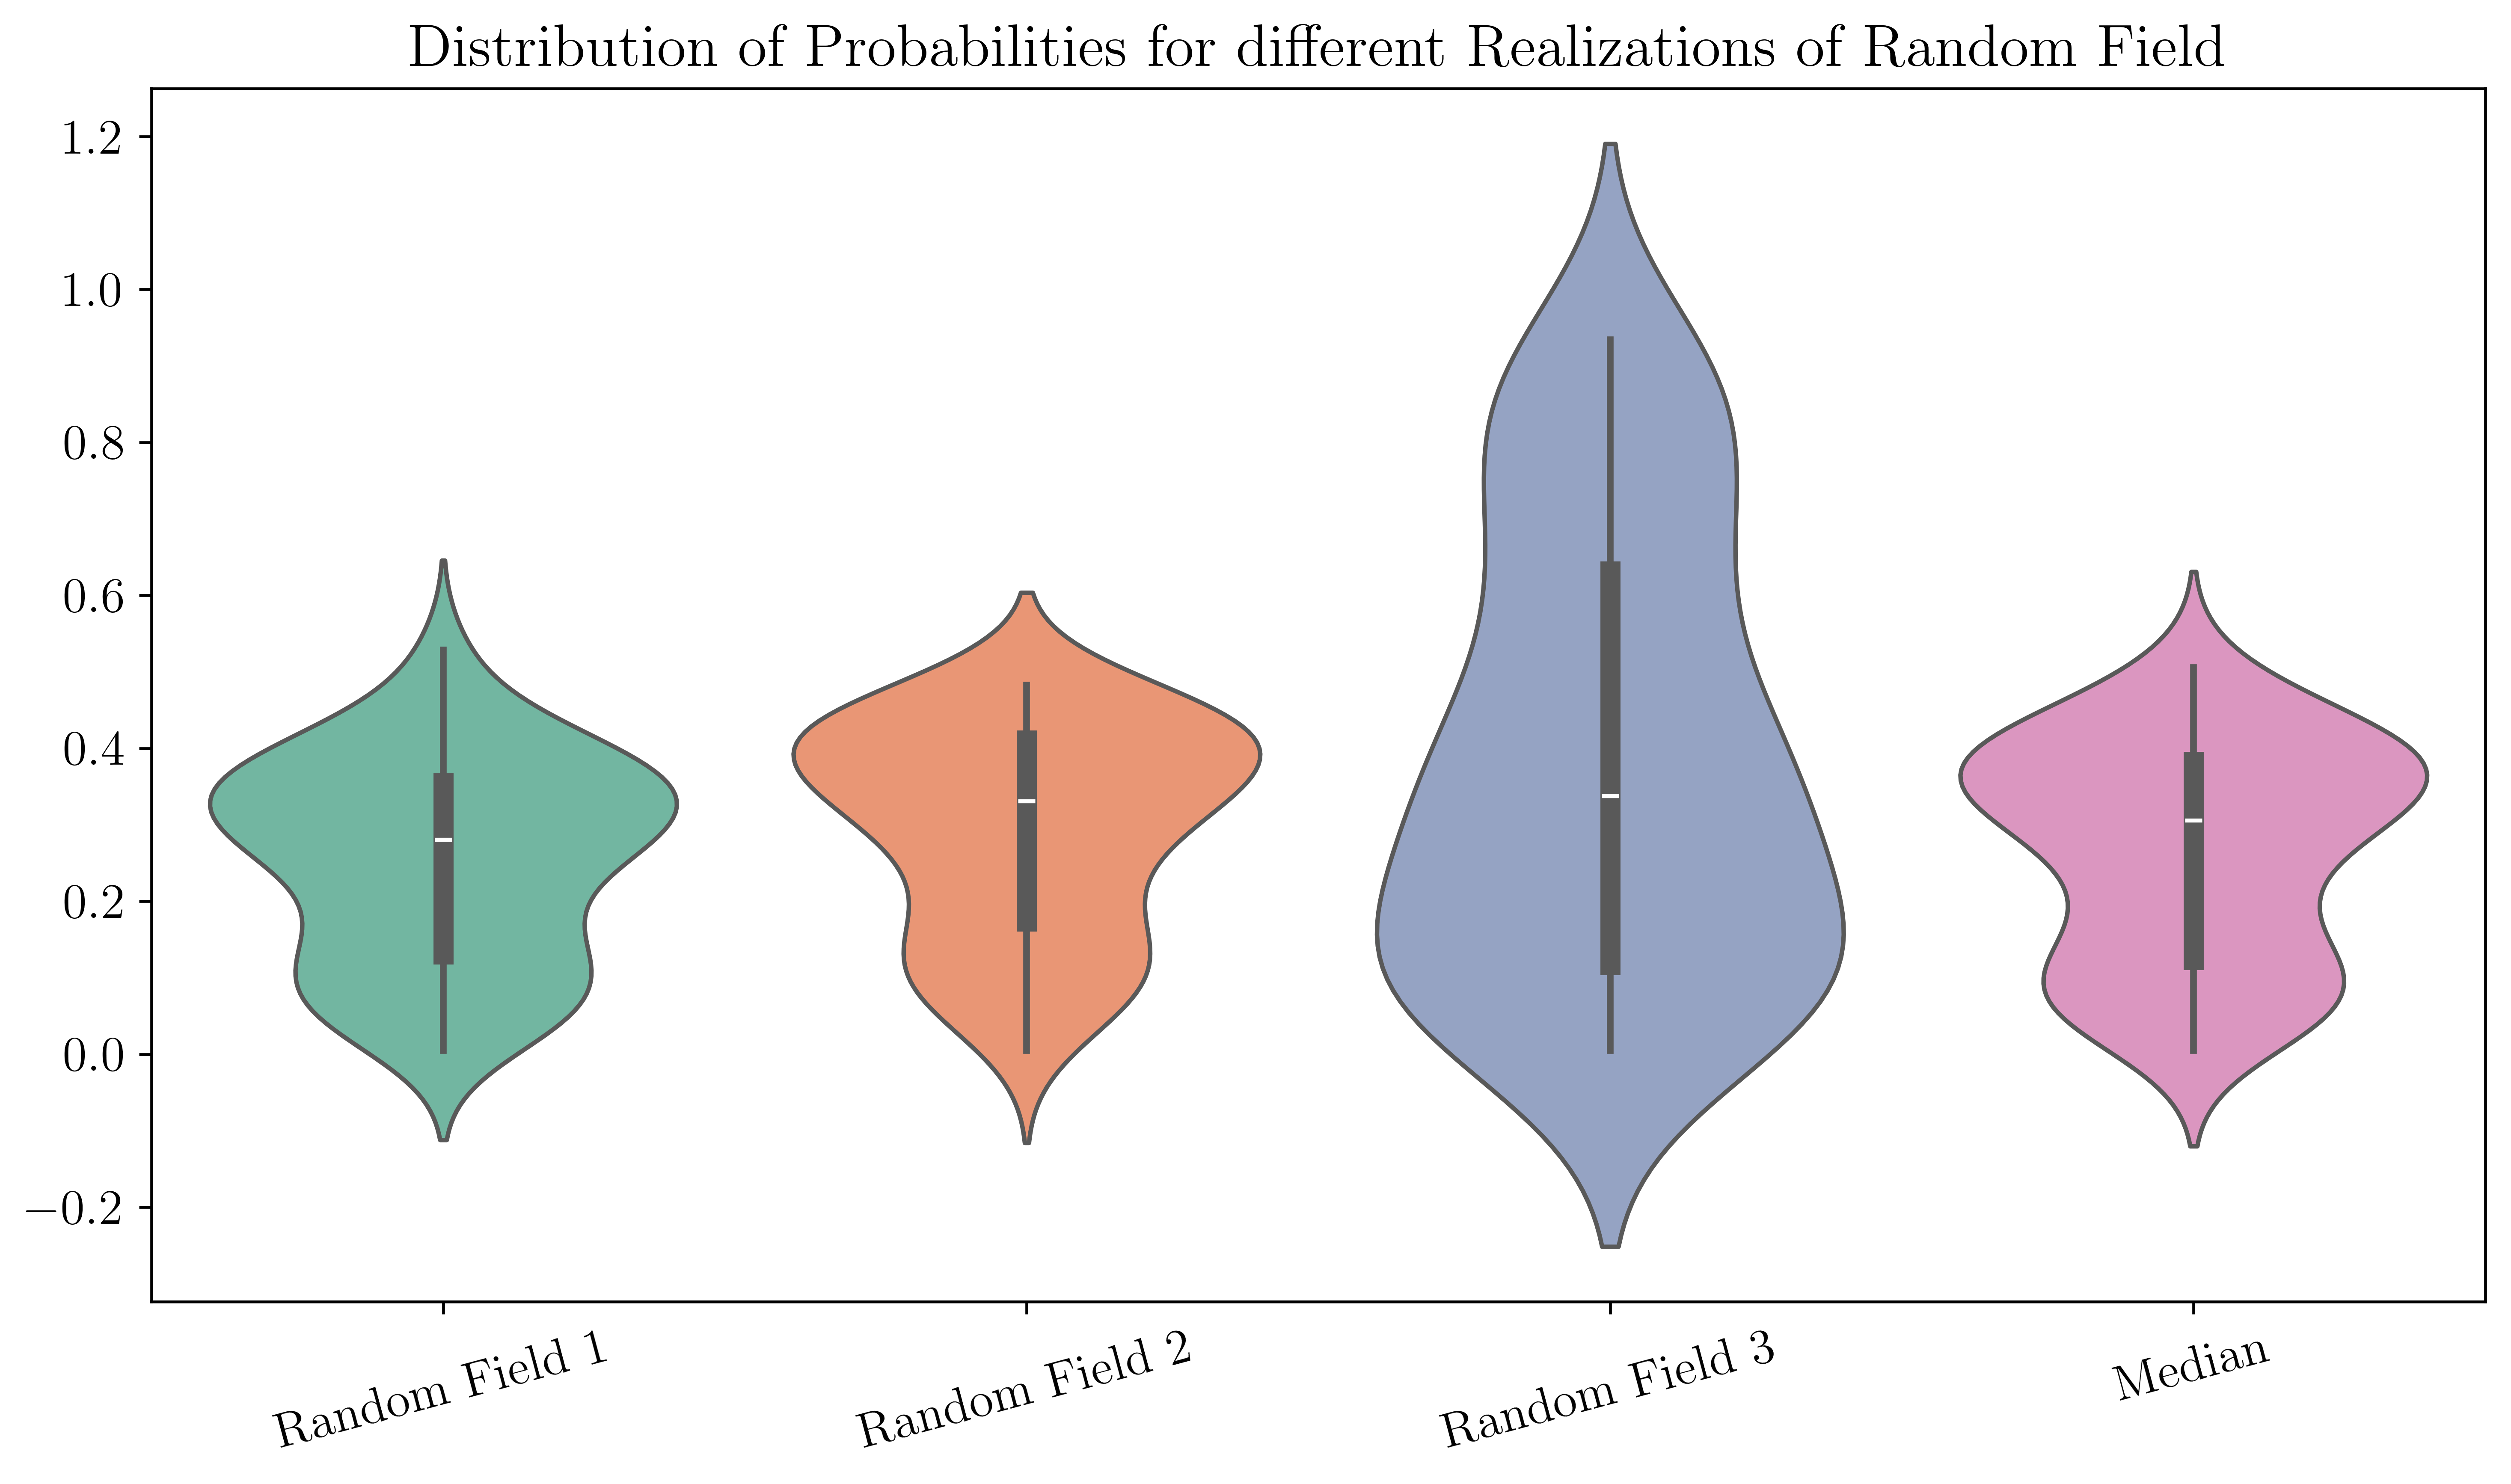 Distribution of Probabilities for different Realizations of Random Field
1.2
1.0
0.8
0.6
0.4
0.2
0.0
−0.2
Random Field 1
Random Field 2
Random Field 3
Median